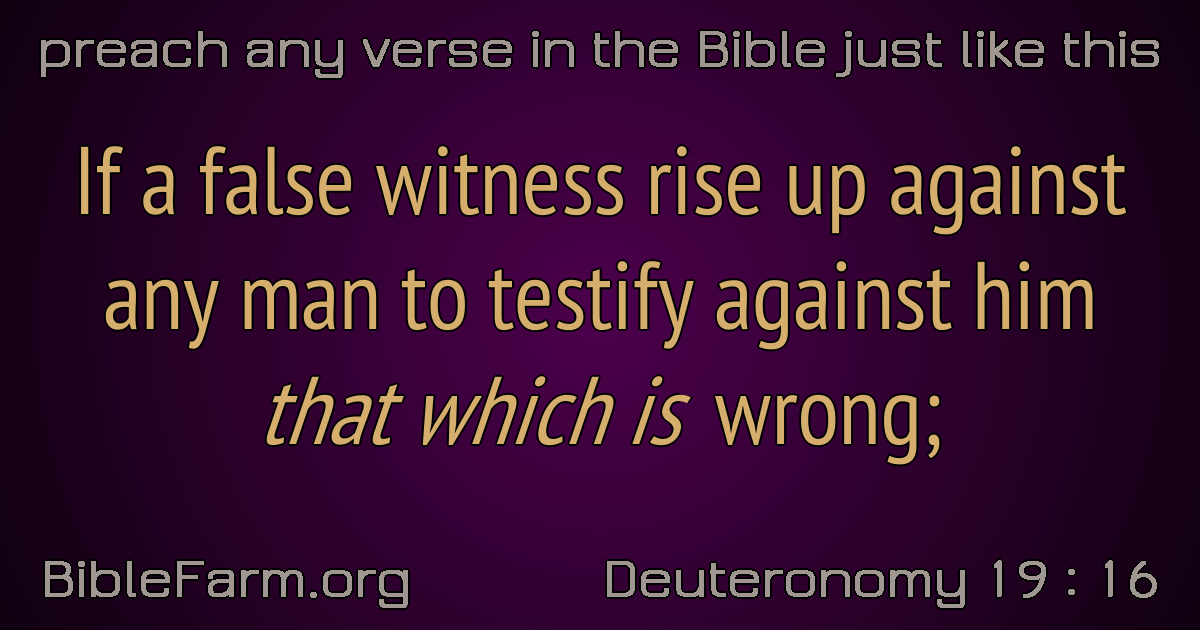 preach any verse in the Bible just like this
If a false witness rise up against
any man to testify against him
that which is wrong;
BibleFarm.org
Deuteronomy 19 : 16